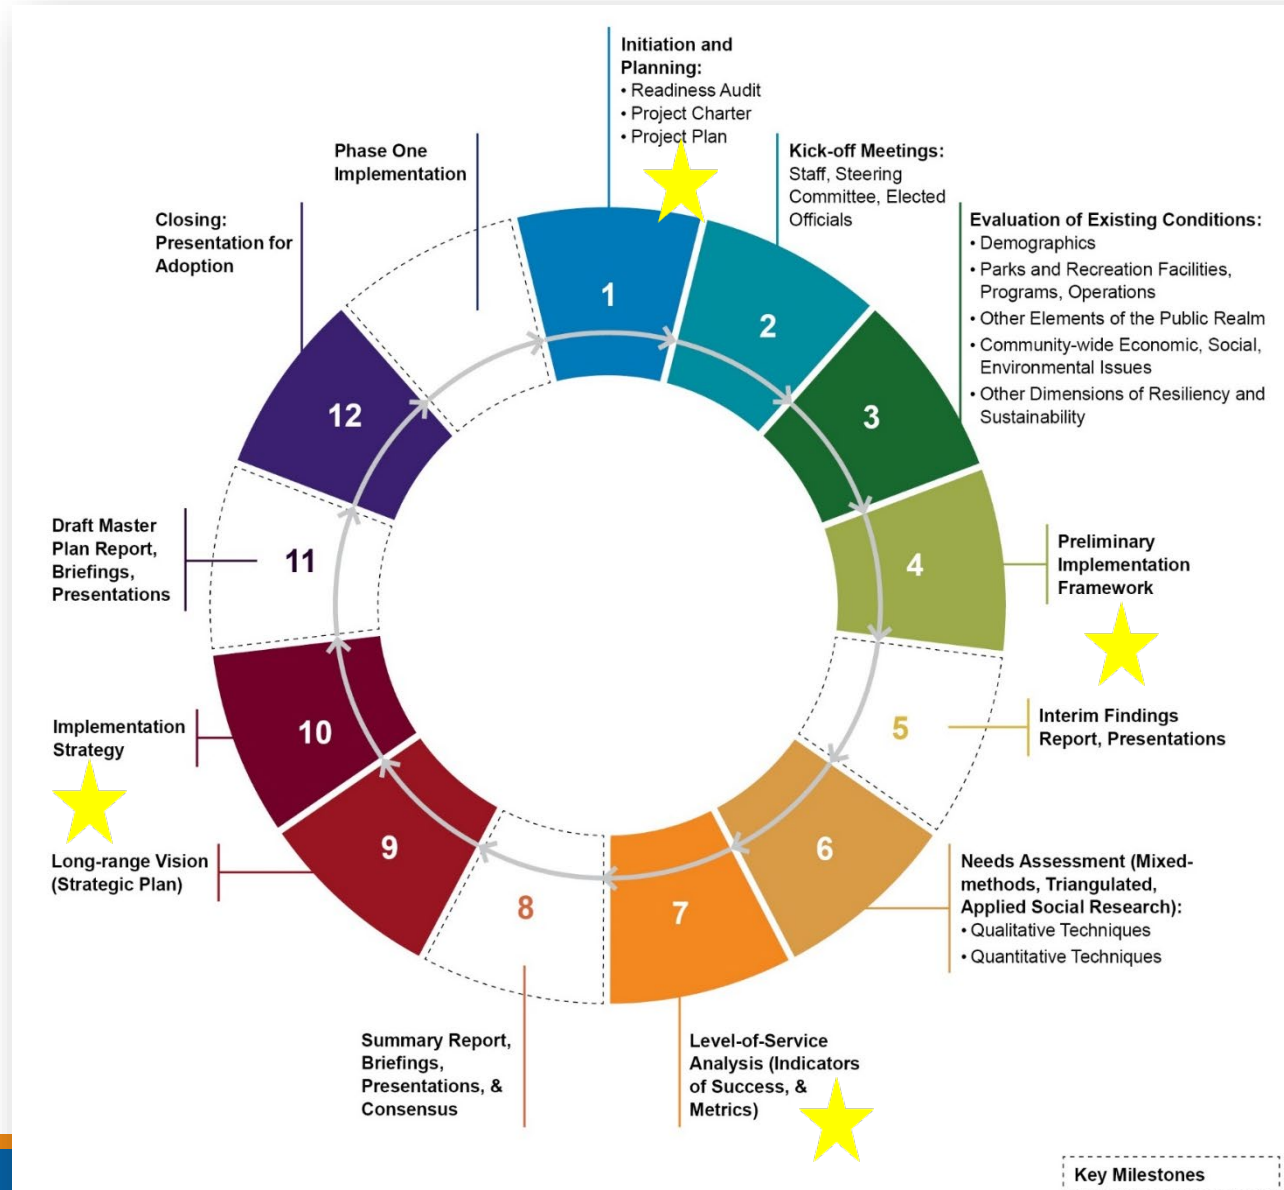 Initiation and
Planning:
• Readiness Audit
• Project Charter
• Project Plan
Kick-off Meetings:
Staff, Steering
Committee, Elected
Officials
Evaluation of Existing Conditions:
• Demographics
• Parks and Recreation Facilities,
Programs, Operations
• Other Elements of the Public Realm
• Community-wide Economic, Social,
Environmental Issues
• Other Dimensions of Resiliency and
Sustainability
Preliminary
Implementation
Framework
Interim Findings
Report, Presentations
Needs Assessment (Mixed-
methods, Triangulated,
Applied Social Research):
• Qualitative Techniques
• Quantitative Techniques
Level-of-Service
Analysis (Indicators
of Success, &
Metrics)
Summary Report,
Briefings,
Presentations, &
Consensus
Long-range Vision
(Strategic Plan)
Implementation
Strategy
Draft Master
Plan Report,
Briefings,
Presentations
Closing:
Presentation for
Adoption
Phase One
Implementation
1
2
3
4
5
6
7
8
9
10
11
12
Key Milestones